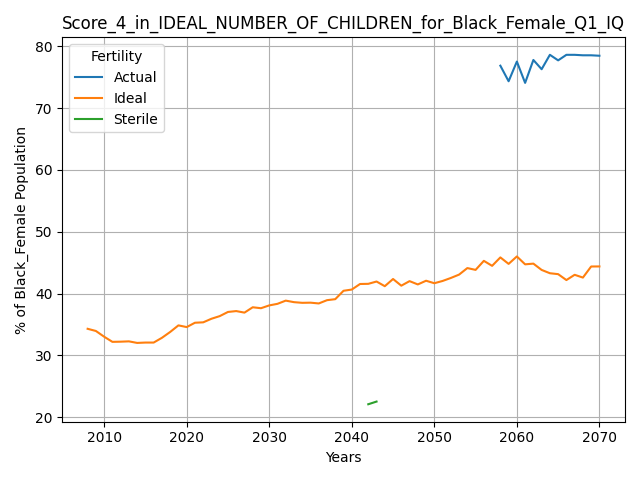 Score_4_in_IDEAL_NUMBER_OF_CHILDREN_for_Black_Female_Q1_IQ
Fertility
Actual
Ideal
Sterile
80
70
60
50
40
30
20
% of Black_Female Population
2010 2020 2030 2040 2050 2060 2070
Years